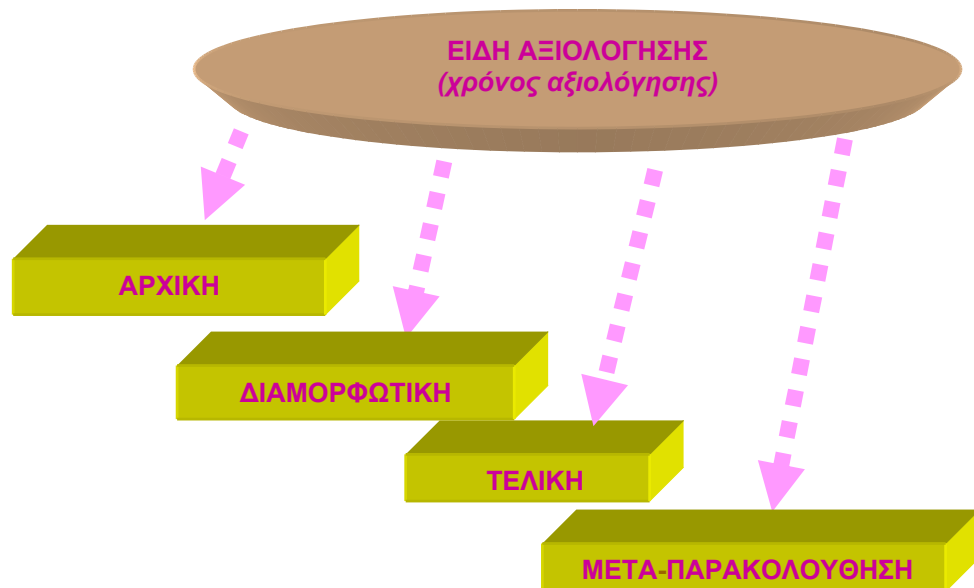 ΕΙΔΗ ΑΞΙΟΛΟΓΗΣΗΣ
(χρόνος αξιολόγησης)
ΑΡΧΙΚΗ
ΔΙΑΜΟΡΦΩΤΙΚΗ
ΤΕΛΙΚΗ
ΜΕΤΑ-ΠΑΡΑΚΟΛΟΥΘΗΣΗ